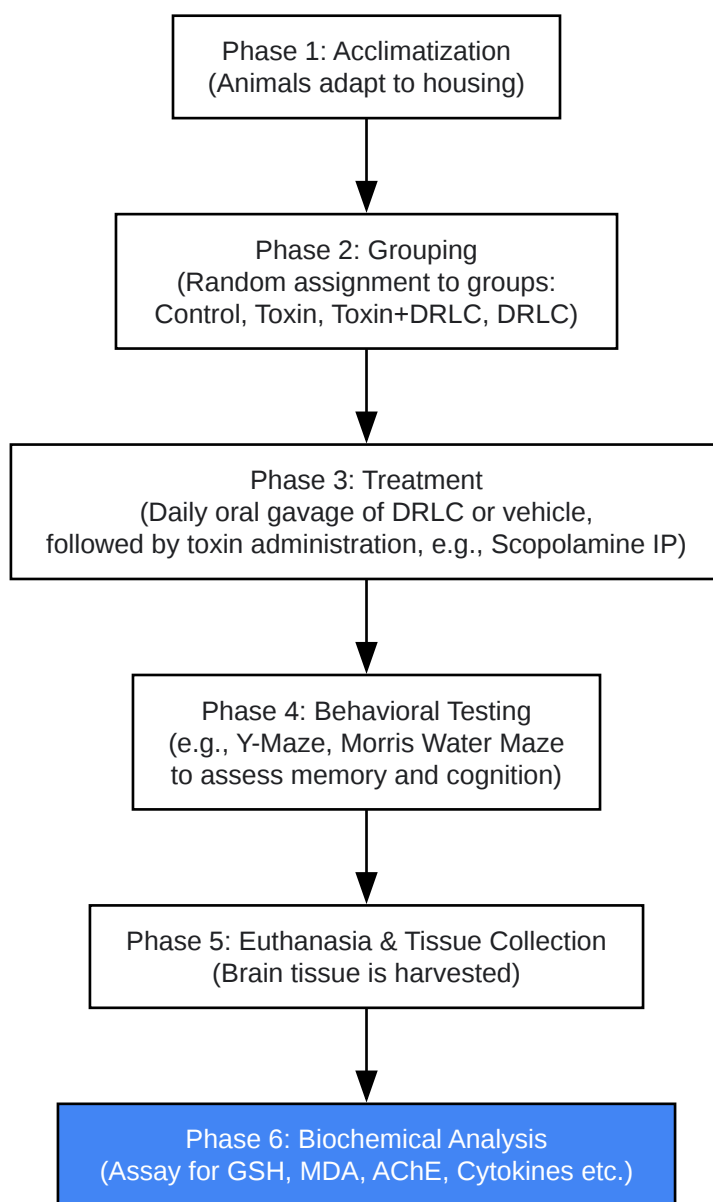 Phase 1: Acclimatization
(Animals adapt to housing)
Phase 2: Grouping
(Random assignment to groups:
Control, Toxin, Toxin+DRLC, DRLC)
Phase 3: Treatment
(Daily oral gavage of DRLC or vehicle,
followed by toxin administration, e.g., Scopolamine IP)
Phase 4: Behavioral Testing
(e.g., Y-Maze, Morris Water Maze
to assess memory and cognition)
Phase 5: Euthanasia & Tissue Collection
(Brain tissue is harvested)
Phase 6: Biochemical Analysis
(Assay for GSH, MDA, AChE, Cytokines etc.)